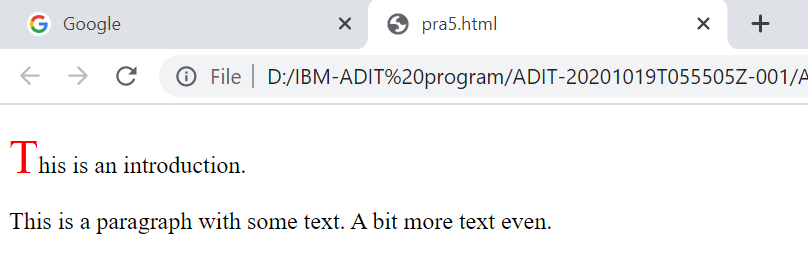 Google
pra5.html
File
D:/IBM-ADIT%20program/ADIT-20201019T055505Z-001/A
This is an introduction.
This is a paragraph with some text. A bit more text even.